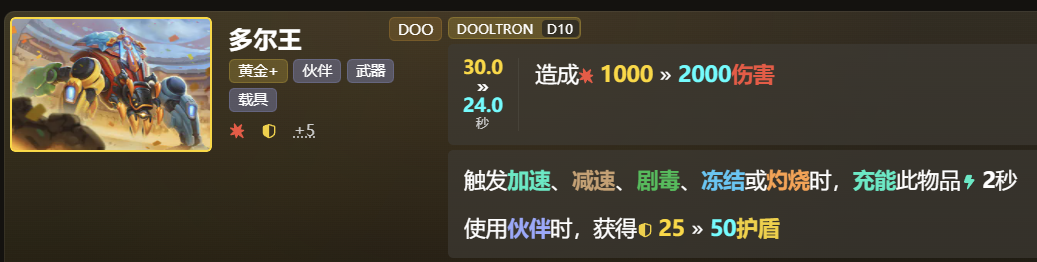 多尔王
DOO
黄金+ 伙伴 武器
载具
+5
DOOLTRON D10
30.0
»
24.0
秒
造成 1000 » 2000伤害
触发加速、减速、剧毒、冻结或灼烧时，充能此物品 2秒
使用伙伴时，获得 25 » 50护盾